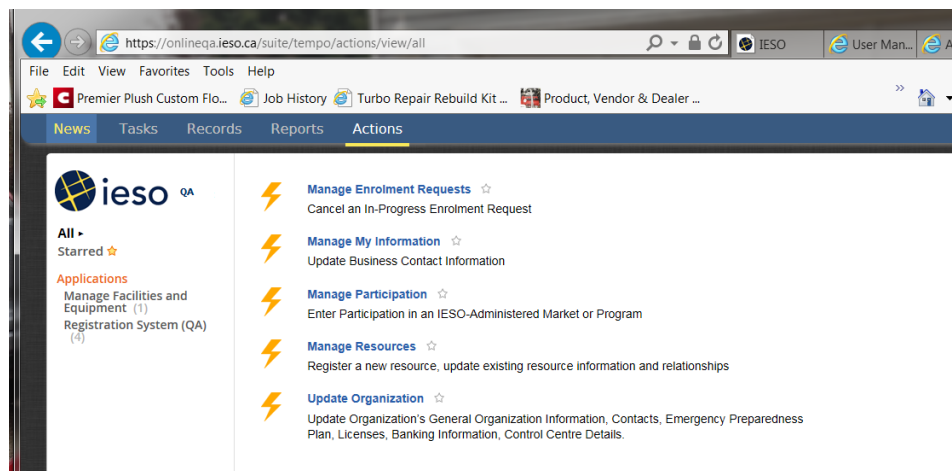 https://onlineqa.ieso.ca/suite/tempo/actions/view/all
IESO
User Man...
File Edit View Favorites Tools Help
Premier Plush Custom Flo...
Job History
Turbo Repair Rebuild Kit ...
Product, Vendor & Dealer ...
News Tasks Records Reports Actions
ieso QA
All
Starred
Applications
Manage Facilities and
Equipment (1)
Registration System (QA)
(4)
Manage Enrolment Requests
Cancel an In-Progress Enrolment Request
Manage My Information
Update Business Contact Information
Manage Participation
Enter Participation in an IESO-Administered Market or Program
Manage Resources
Register a new resource, update existing resource information and relationships
Update Organization
Update Organization's General Organization Information, Contacts, Emergency Preparedness
Plan, Licenses, Banking Information, Control Centre Details.